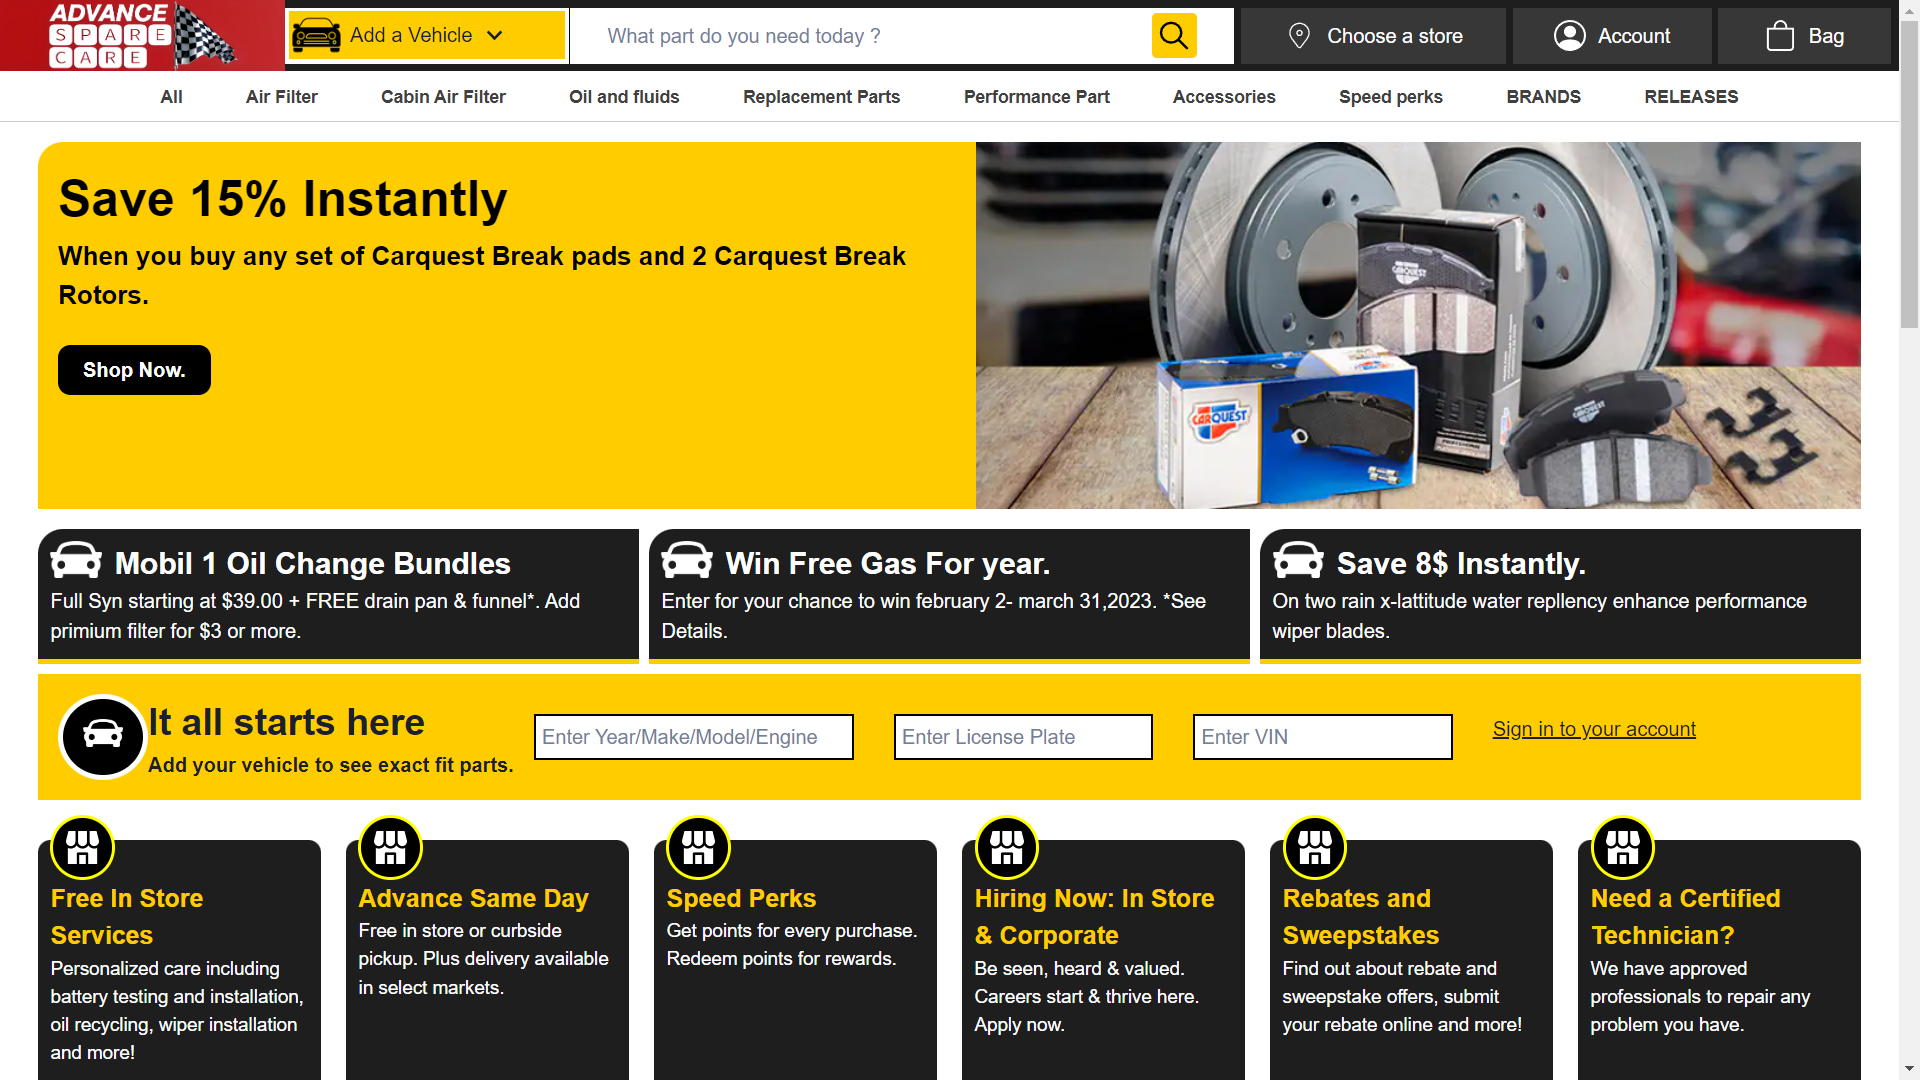 ADVANCE
SPARE
CARE
Add a Vehicle
What part do you need today ?
Choose a store
Account
Bag
All
Air Filter
Cabin Air Filter
Oil and fluids
Replacement Parts
Performance Part
Accessories
Speed perks
BRANDS
RELEASES
Save 15% Instantly
When you buy any set of Carquest Break pads and 2 Carquest Break
Rotors.
Shop Now.
CARQUEST
CARQUEST
CARQUEST
PROFESSIONAL
Mobil 1 Oil Change Bundles
Full Syn starting at $39.00 + FREE drain pan & funnel*. Add
primium filter for $3 or more.
Win Free Gas For year.
Enter for your chance to win february 2- march 31,2023. *See
Details.
Save 8$ Instantly.
On two rain x-lattitude water repllency enhance performance
wiper blades.
It all starts here
Add your vehicle to see exact fit parts.
Enter Year/Make/Model/Engine
Enter License Plate
Enter VIN
Sign in to your account
Free In Store
Services
Personalized care including
battery testing and installation,
oil recycling, wiper installation
and more!
Advance Same Day
Free in store or curbside
pickup. Plus delivery available
in select markets.
Speed Perks
Get points for every purchase.
Redeem points for rewards.
Hiring Now: In Store
& Corporate
Be seen, heard & valued.
Careers start & thrive here.
Apply now.
Rebates and
Sweepstakes
Find out about rebate and
sweepstake offers, submit
your rebate online and more!
Need a Certified
Technician?
We have approved
professionals to repair any
problem you have.